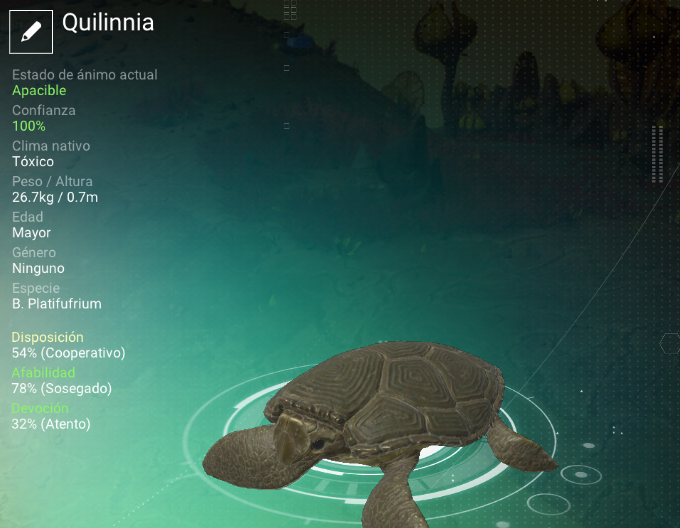 Quilinnia
Estado de ánimo actual
Apacible
Confianza
100%
Clima nativo
Tóxico
Peso / Altura
26.7kg / 0.7m
Edad
Mayor
Género
Ninguno
Especie
B. Platifufrium
Disposición
54% (Cooperativo)
Afabilidad
78% (Sosegado)
Devoción
32% (Atento)